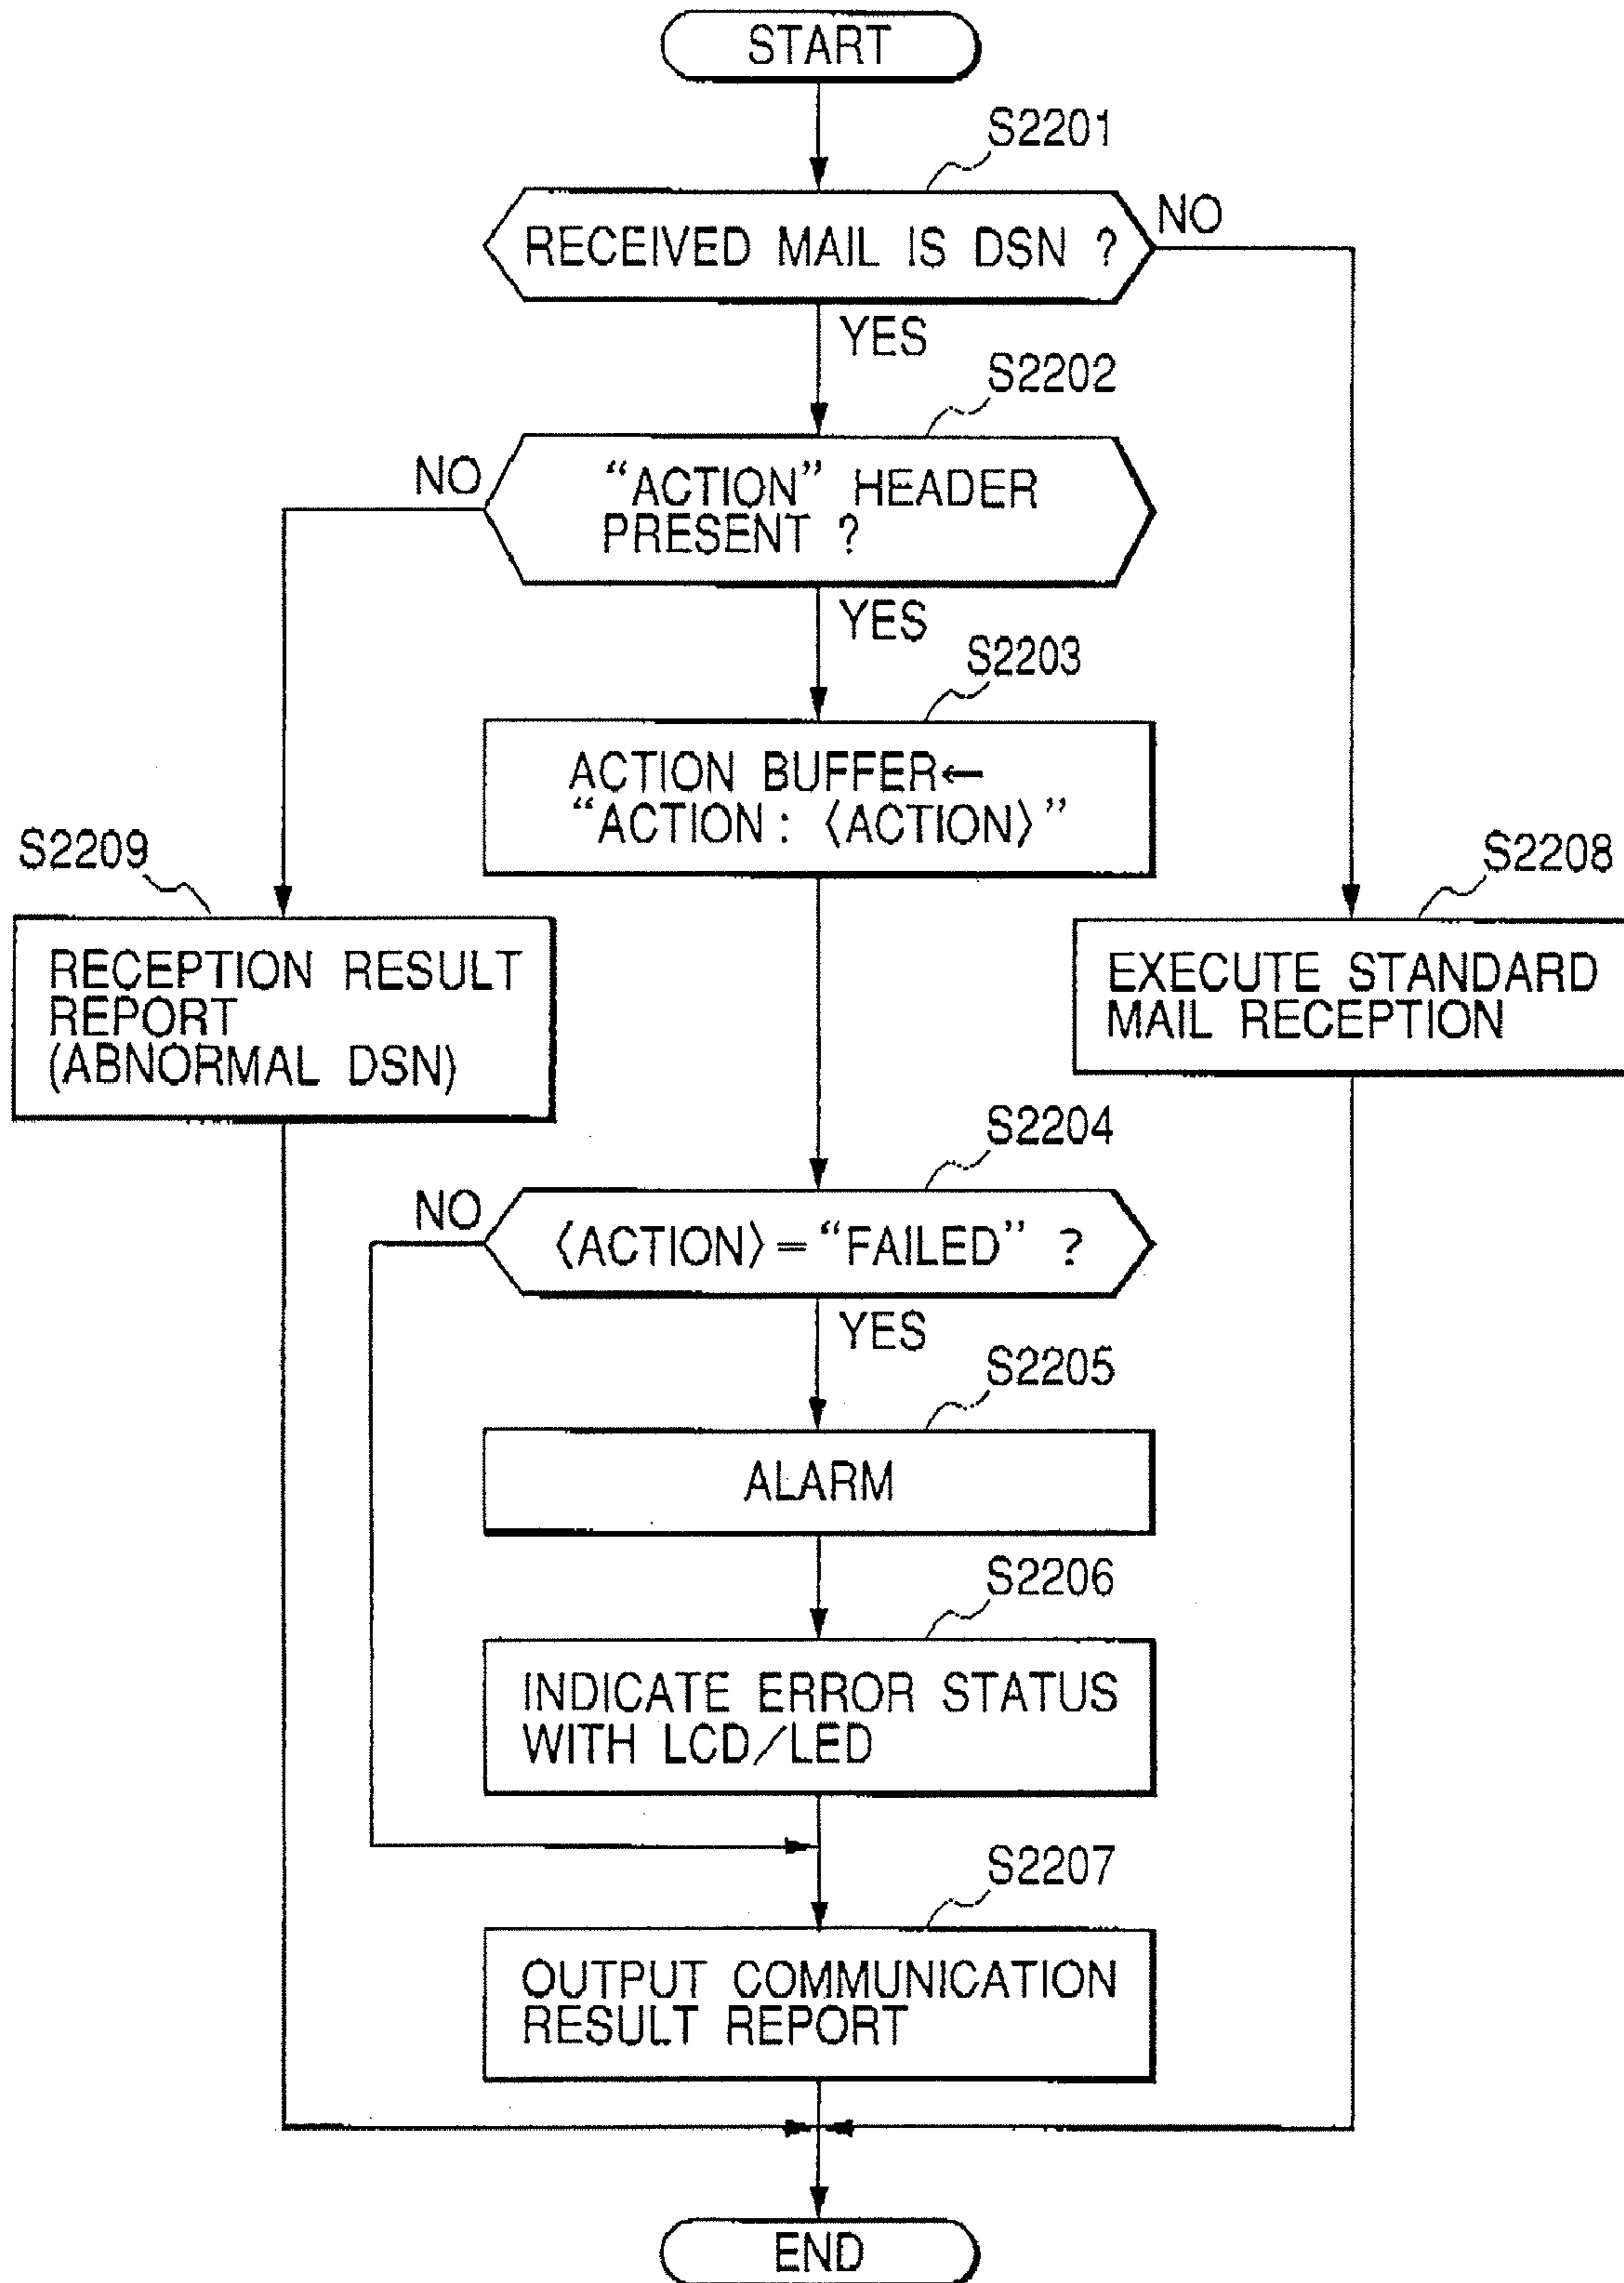 START
S2201
RECEIVED MAIL IS DSN ?
NO
YES
S2202
NO
“ACTION” HEADER
PRESENT ?
YES
S2203
ACTION BUFFER←
“ACTION : 〈ACTION〉”
S2209
S2208
RECEPTION RESULT
REPORT
(ABNORMAL DSN)
EXECUTE STANDARD
MAIL RECEPTION
S2204
NO
〈ACTION〉=“FAILED” ?
YES
S2205
ALARM
S2206
INDICATE ERROR STATUS
WITH LCD/LED
S2207
OUTPUT COMMUNICATION
RESULT REPORT
END